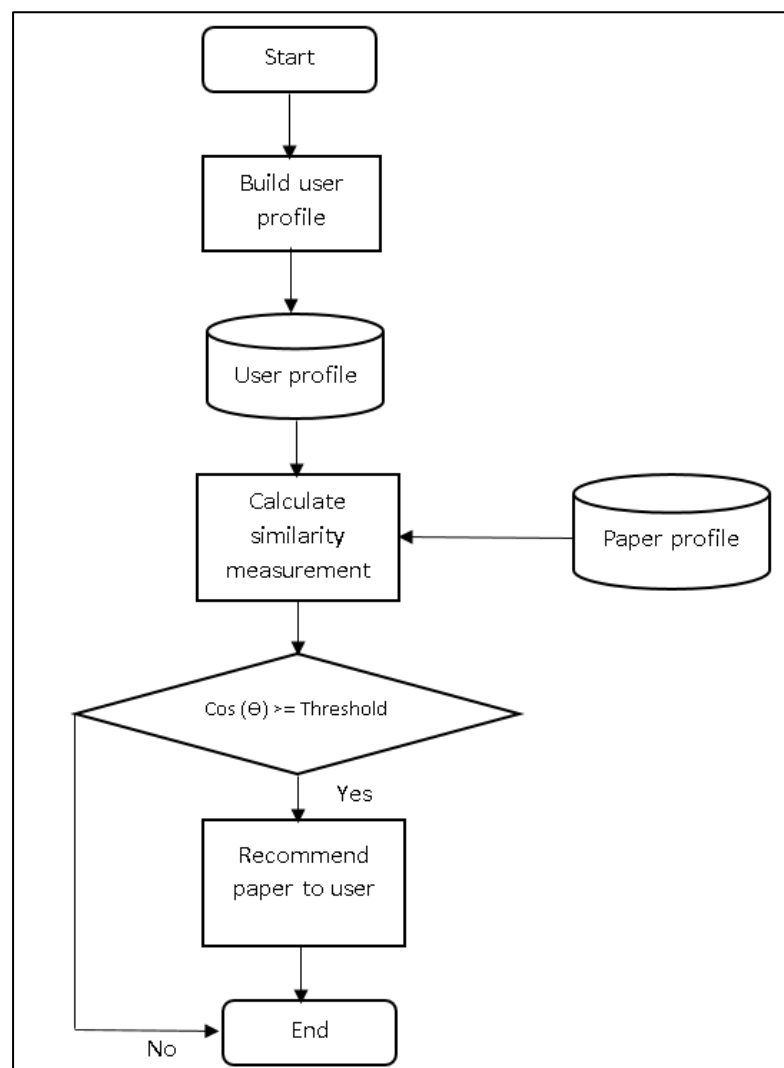 Start
Build user
profile
User profile
Calculate
similarity
measurement
Paper profile
Cos (Θ) >= Threshold
Yes
Recommend
paper to user
End
No